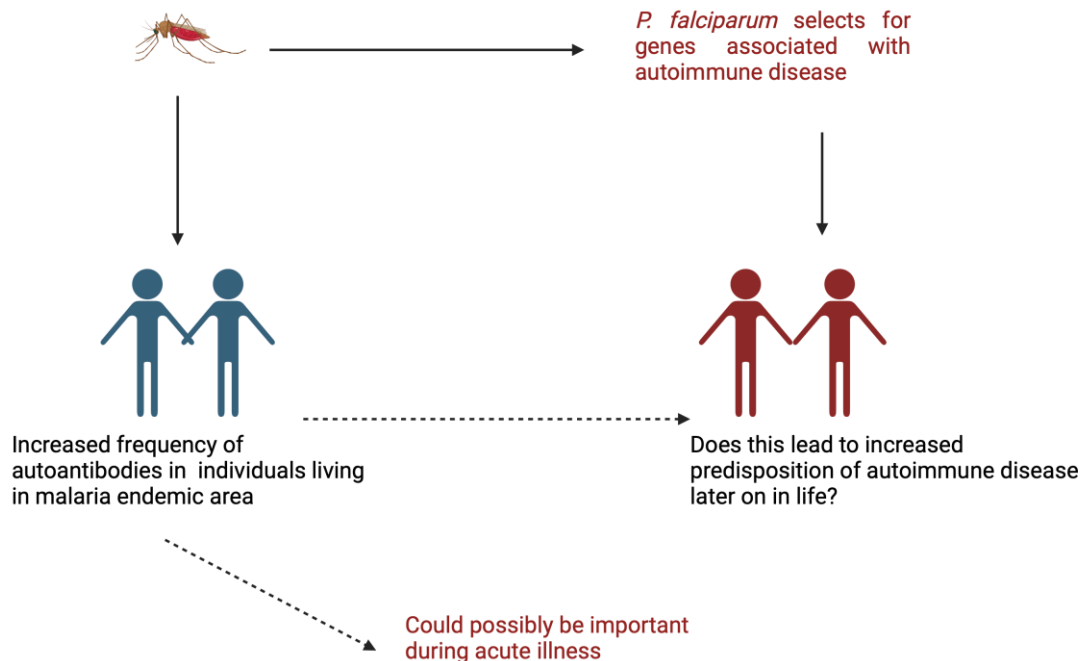 P. falciparum selects for
genes associated with
autoimmune disease
Increased frequency of
autoantibodies in individuals living
in malaria endemic area
Does this lead to increased
predisposition of autoimmune disease
later on in life?
Could possibly be important
during acute illness